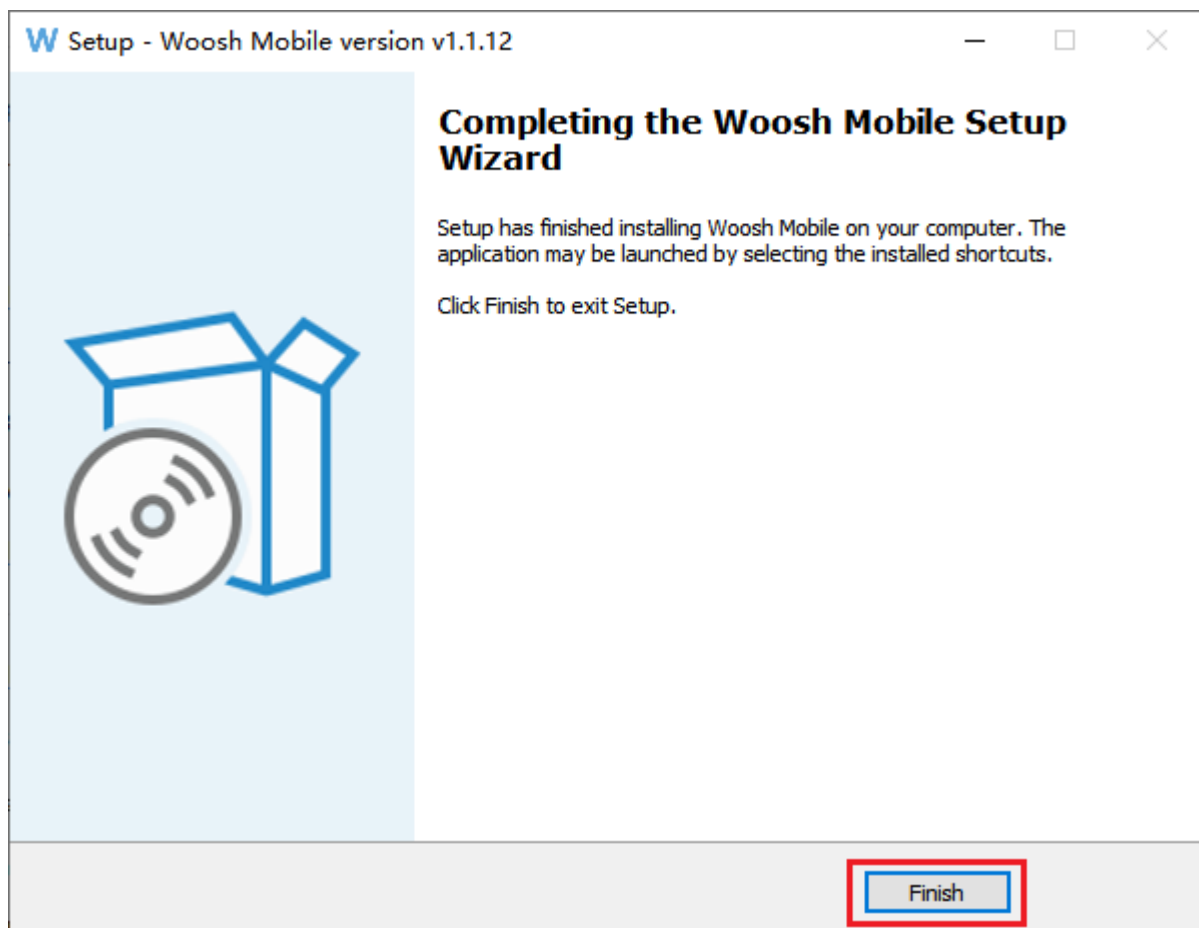 W Setup - Woosh Mobile version v1.1.12
Completing the Woosh Mobile Setup
Wizard
Setup has finished installing Woosh Mobile on your computer. The
application may be launched by selecting the installed shortcuts.
Click Finish to exit Setup.
Finish